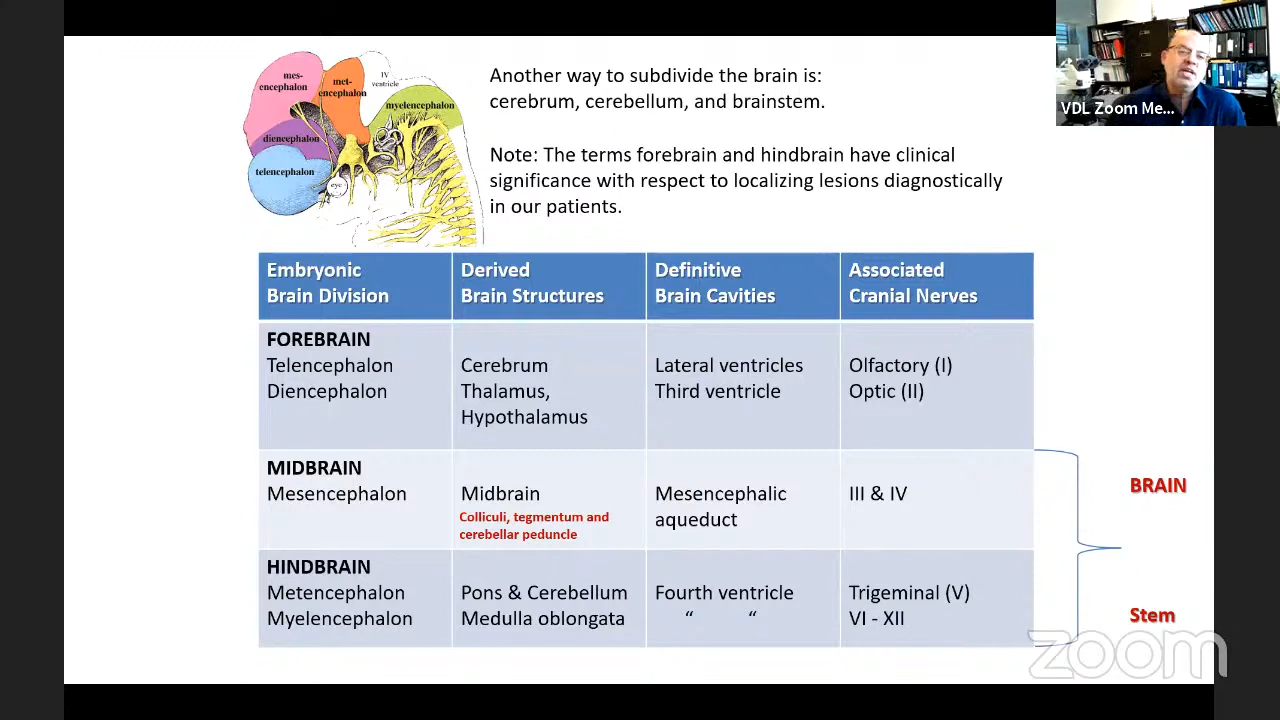 mes-
encephalon
met-
encephalon
IV
ventricle
myelencephalon
diencephalon
telencephalon
eye
Another way to subdivide the brain is:
cerebrum, cerebellum, and brainstem.
Note: The terms forebrain and hindbrain have clinical
significance with respect to localizing lesions diagnostically
in our patients.
VDL Zoom Me...
Embryonic
Brain Division
Derived
Brain Structures
Definitive
Brain Cavities
Associated
Cranial Nerves
FOREBRAIN
Telencephalon
Diencephalon
Cerebrum
Thalamus,
Hypothalamus
Lateral ventricles
Third ventricle
Olfactory (I)
Optic (II)
MIDBRAIN
Mesencephalon
Midbrain
Colliculi, tegmentum and
cerebellar peduncle
Mesencephalic
aqueduct
III & IV
HINDBRAIN
Metencephalon
Myelencephalon
Pons & Cerebellum
Medulla oblongata
Fourth ventricle
“ “
Trigeminal (V)
VI - XII
BRAIN
Stem
zoom